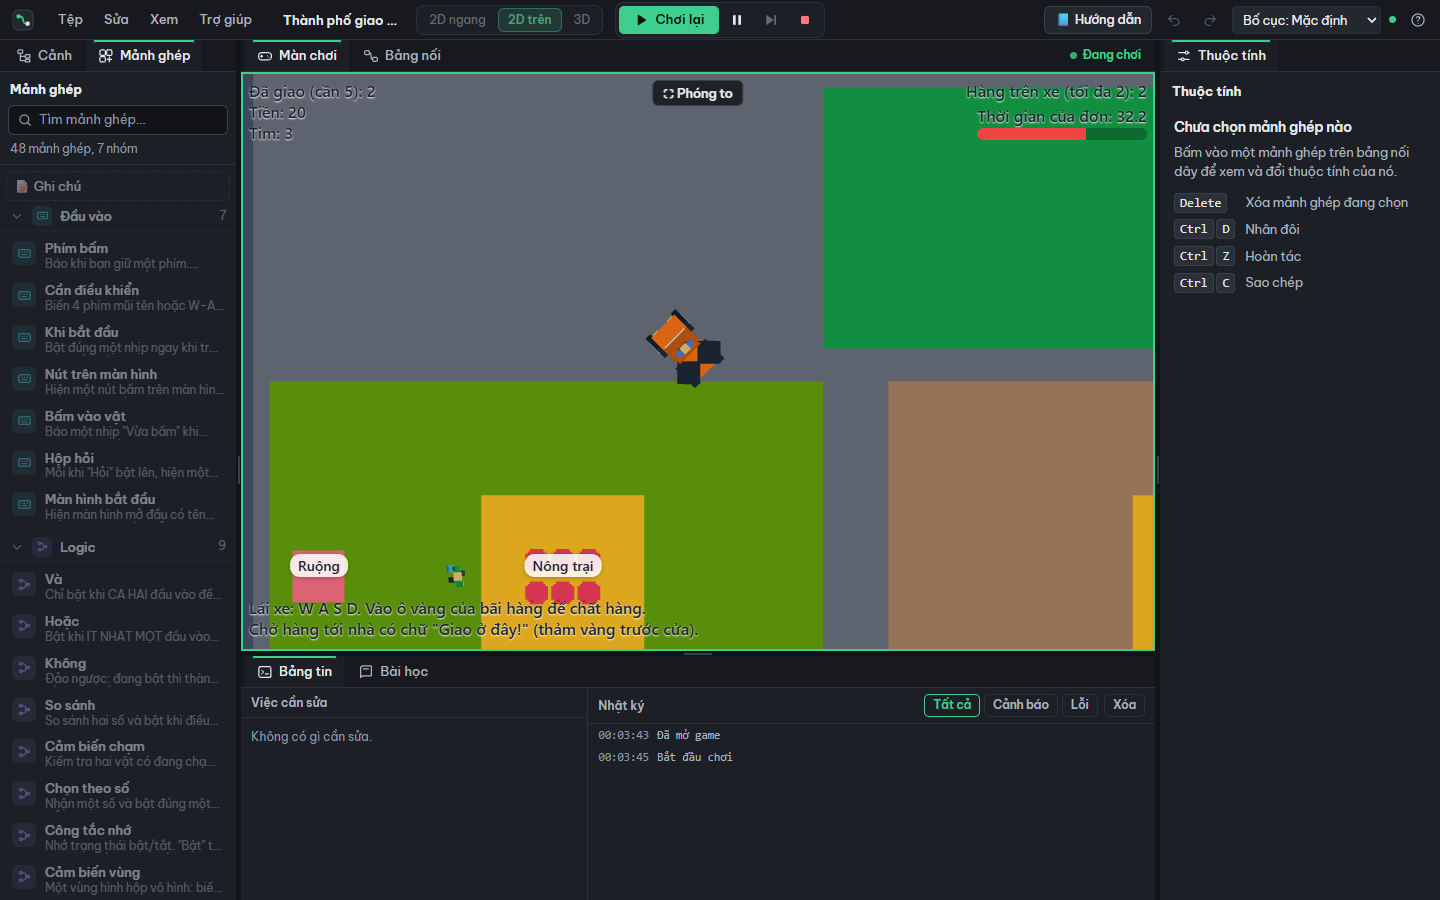 Tệp
Sửa
Xem
Trợ giúp
Thành phố giao ...
2D ngang
2D trên
3D
Chơi lại
Hướng dẫn
Bố cục: Mặc định
Cảnh
Mảnh ghép
Màn chơi
Bảng nối
Đang chơi
Thuộc tính
Mảnh ghép
Tìm mảnh ghép...
48 mảnh ghép, 7 nhóm
Ghi chú
Đầu vào
7
Phím bấm
Báo khi bạn giữ một phím....
Cần điều khiển
Biến 4 phím mũi tên hoặc W-A...
Khi bắt đầu
Bật đúng một nhịp ngay khi tr...
Nút trên màn hình
Hiện một nút bấm trên màn hìn...
Bấm vào vật
Báo một nhịp "Vừa bấm" khi...
Hộp hỏi
Mỗi khi "Hỏi" bật lên, hiện một...
Màn hình bắt đầu
Hiện màn hình mở đầu có tên...
Logic
9
Và
Chỉ bật khi CẢ HAI đầu vào đề...
Hoặc
Bật khi ÍT NHẤT MỘT đầu vào...
Không
Đảo ngược: đang bật thì thàn...
So sánh
So sánh hai số và bật khi điều...
Cảm biến chạm
Kiểm tra hai vật có đang chạ...
Chọn theo số
Nhận một số và bật đúng một...
Công tắc nhớ
Nhớ trạng thái bật/tắt. "Bật" t...
Cảm biến vùng
Một vùng hình hộp vô hình: biế...
Đã giao (cần 5): 2
Tiền: 20
Tim: 3
Phóng to
Hàng trên xe (tối đa 2): 2
Thời gian của đơn: 32.2
Ruộng
Nông trại
Lái xe: W A S D. Vào ô vàng của bãi hàng để chất hàng.
Chở hàng tới nhà có chữ "Giao ở đây!" (thảm vàng trước cửa).
Bảng tin
Bài học
Việc cần sửa
Không có gì cần sửa.
Nhật ký
Tất cả
Cảnh báo
Lỗi
Xóa
00:03:43 Đã mở game
00:03:45 Bắt đầu chơi
Thuộc tính
Chưa chọn mảnh ghép nào
Bấm vào một mảnh ghép trên bảng nối
dây để xem và đổi thuộc tính của nó.
Delete Xóa mảnh ghép đang chọn
Ctrl D Nhân đôi
Ctrl Z Hoàn tác
Ctrl C Sao chép